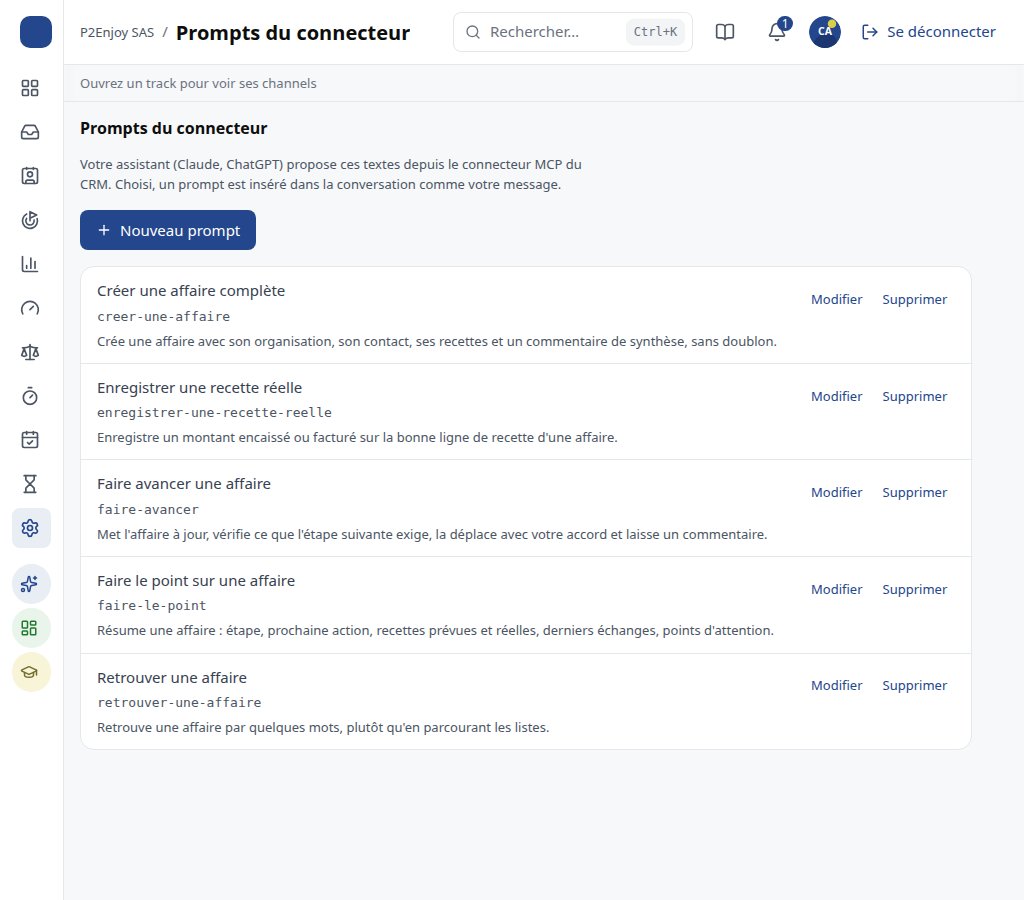 P2Enjoy SAS / Prompts du connecteur
Rechercher... Ctrl+K
1
CA
Se déconnecter
Ouvrez un track pour voir ses channels
Prompts du connecteur
Votre assistant (Claude, ChatGPT) propose ces textes depuis le connecteur MCP du
CRM. Choisi, un prompt est inséré dans la conversation comme votre message.
+ Nouveau prompt
Créer une affaire complète
creer-une-affaire
Crée une affaire avec son organisation, son contact, ses recettes et un commentaire de synthèse, sans doublon.
Modifier Supprimer
Enregistrer une recette réelle
enregistrer-une-recette-reelle
Enregistre un montant encaissé ou facturé sur la bonne ligne de recette d'une affaire.
Modifier Supprimer
Faire avancer une affaire
faire-avancer
Met l'affaire à jour, vérifie ce que l'étape suivante exige, la déplace avec votre accord et laisse un commentaire.
Modifier Supprimer
Faire le point sur une affaire
faire-le-point
Résume une affaire : étape, prochaine action, recettes prévues et réelles, derniers échanges, points d'attention.
Modifier Supprimer
Retrouver une affaire
retrouver-une-affaire
Retrouve une affaire par quelques mots, plutôt qu'en parcourant les listes.
Modifier Supprimer